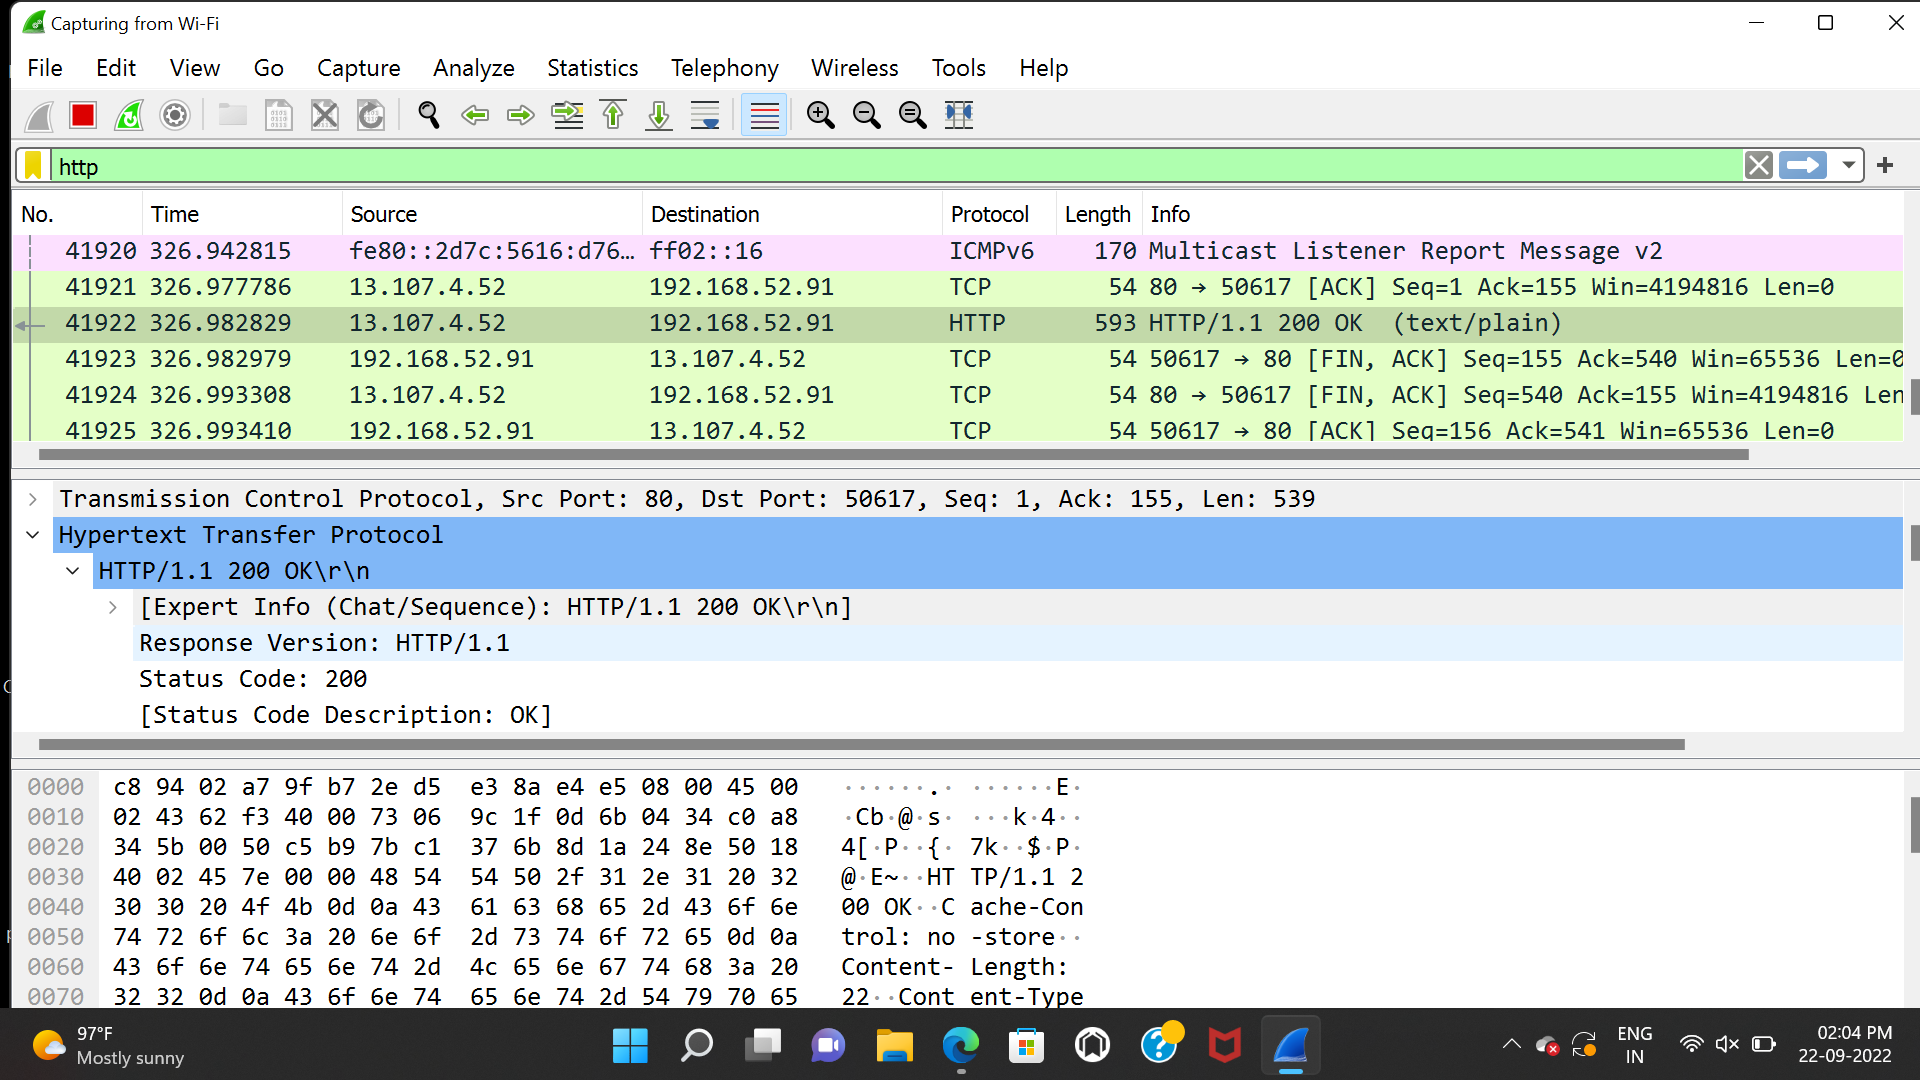 Capturing from Wi-Fi
File Edit View Go Capture Analyze Statistics Telephony Wireless Tools Help
http
No. Time Source Destination Protocol Length Info
41920 326.942815 fe80::2d7c:5616:d76… ff02::16 ICMPv6 170 Multicast Listener Report Message v2
41921 326.977786 13.107.4.52 192.168.52.91 TCP 54 80 → 50617 [ACK] Seq=1 Ack=155 Win=4194816 Len=0
41922 326.982829 13.107.4.52 192.168.52.91 HTTP 593 HTTP/1.1 200 OK  (text/plain)
41923 326.982979 192.168.52.91 13.107.4.52 TCP 54 50617 → 80 [FIN, ACK] Seq=155 Ack=540 Win=65536 Len=0
41924 326.993308 13.107.4.52 192.168.52.91 TCP 54 80 → 50617 [FIN, ACK] Seq=540 Ack=155 Win=4194816 Len
41925 326.993410 192.168.52.91 13.107.4.52 TCP 54 50617 → 80 [ACK] Seq=156 Ack=541 Win=65536 Len=0
Transmission Control Protocol, Src Port: 80, Dst Port: 50617, Seq: 1, Ack: 155, Len: 539
Hypertext Transfer Protocol
HTTP/1.1 200 OK\r\n
[Expert Info (Chat/Sequence): HTTP/1.1 200 OK\r\n]
Response Version: HTTP/1.1
Status Code: 200
[Status Code Description: OK]
0000 c8 94 02 a7 9f b7 2e d5 e3 8a e4 e5 08 00 45 00 ······.· ······E·
0010 02 43 62 f3 40 00 73 06 9c 1f 0d 6b 04 34 c0 a8 ·Cb·@·s· ···k·4··
0020 34 5b 00 50 c5 b9 7b c1 37 6b 8d 1a 24 8e 50 18 4[·P··{· 7k··$·P·
0030 40 02 45 7e 00 00 48 54 54 50 2f 31 2e 31 20 32 @·E~··HT TP/1.1 2
0040 30 30 20 4f 4b 0d 0a 43 61 63 68 65 2d 43 6f 6e 00 OK··C ache-Con
0050 74 72 6f 6c 3a 20 6e 6f 2d 73 74 6f 72 65 0d 0a trol: no -store··
0060 43 6f 6e 74 65 6e 74 2d 4c 65 6e 67 74 68 3a 20 Content- Length:
0070 32 32 0d 0a 43 6f 6e 74 65 6e 74 2d 54 79 70 65 22··Cont ent-Type
97°F
Mostly sunny
ENG
IN
02:04 PM
22-09-2022